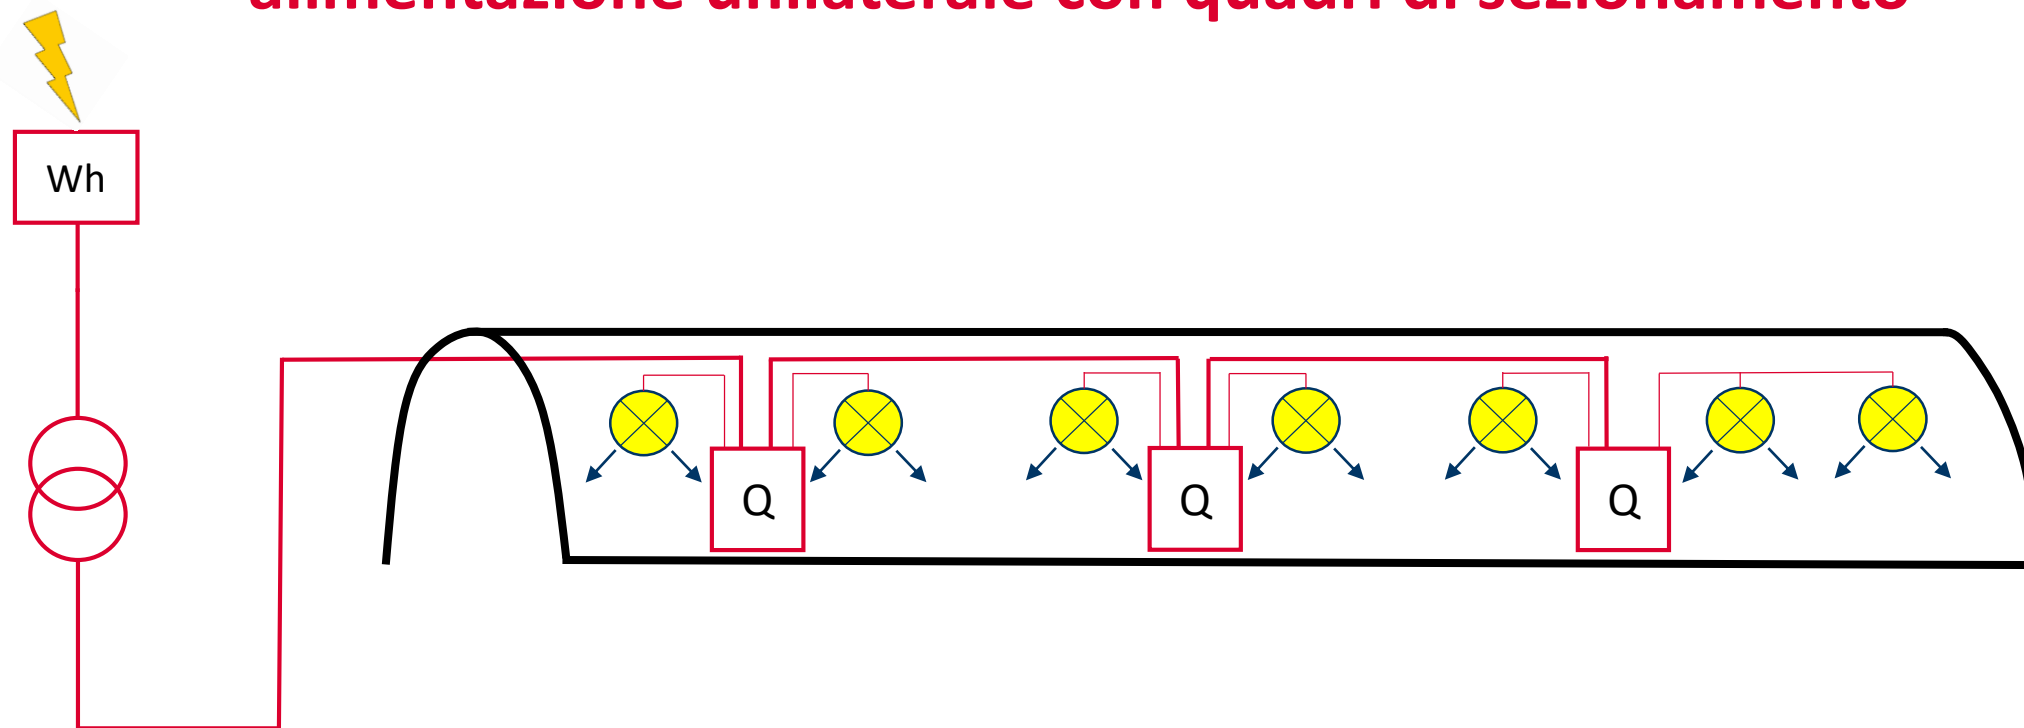 alimentazione unilaterale con quadri di sezionamento
Wh
Q Q Q